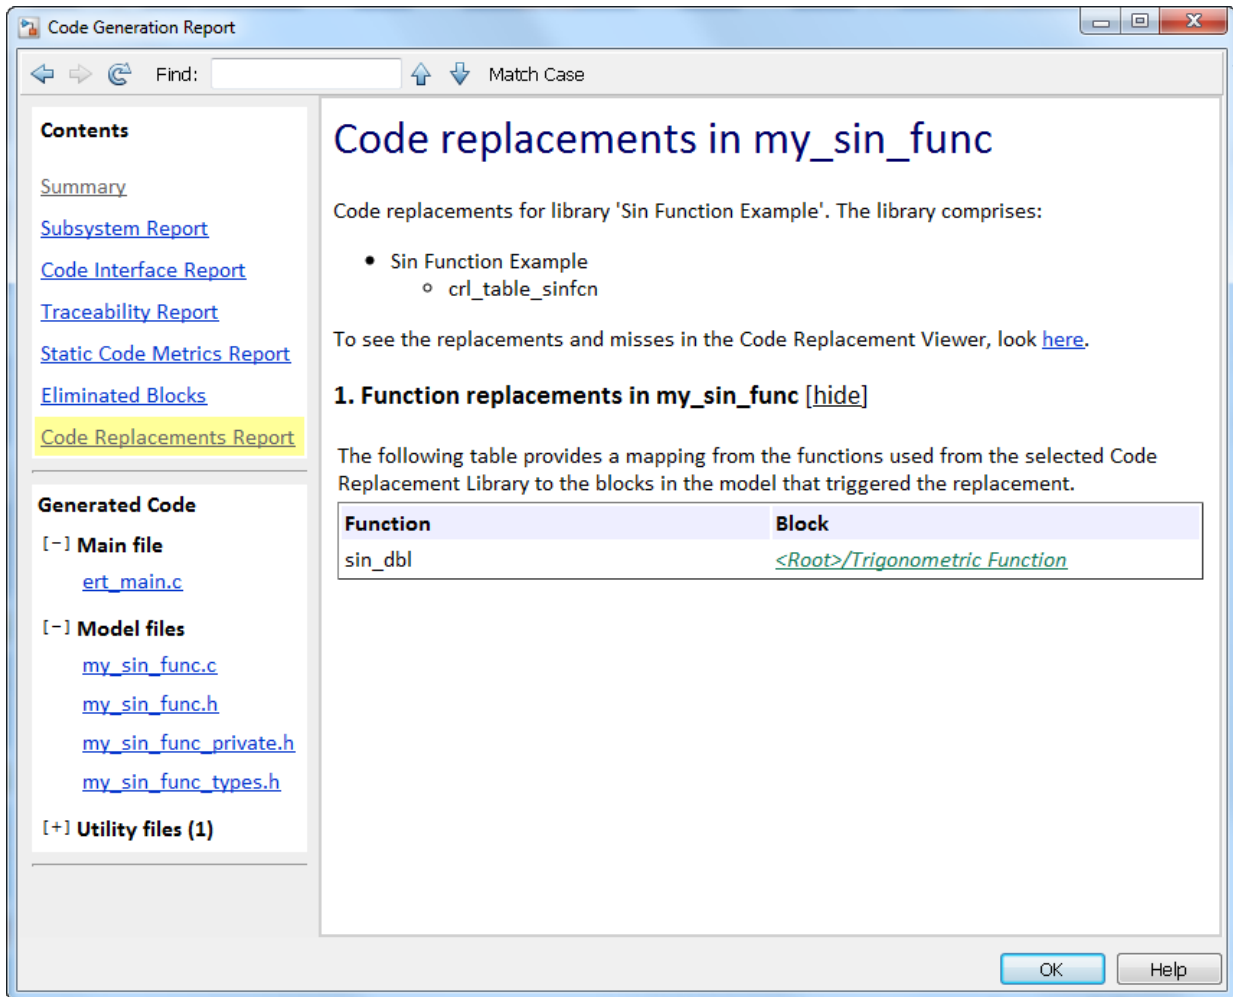 Code Generation Report
Find:
Match Case
Contents
Summary
Subsystem Report
Code Interface Report
Traceability Report
Static Code Metrics Report
Eliminated Blocks
Code Replacements Report
Generated Code
[-] Main file
ert_main.c
[-] Model files
my_sin_func.c
my_sin_func.h
my_sin_func_private.h
my_sin_func_types.h
[+] Utility files (1)
Code replacements in my_sin_func
Code replacements for library 'Sin Function Example'. The library comprises:
Sin Function Example
crl_table_sinfcn
To see the replacements and misses in the Code Replacement Viewer, look here.
1. Function replacements in my_sin_func [hide]
The following table provides a mapping from the functions used from the selected Code
Replacement Library to the blocks in the model that triggered the replacement.
Function Block
sin_dbl <Root>/Trigonometric Function
OK Help